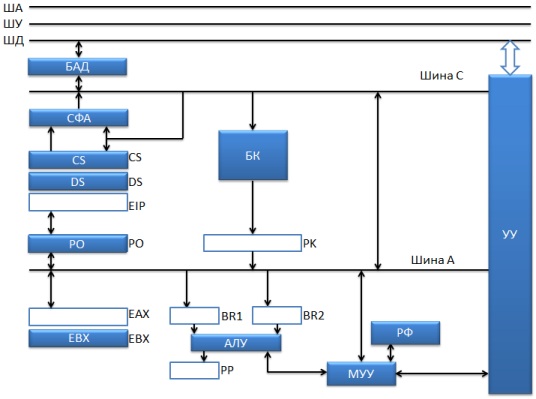 ША
ШУ
ШД
БАД
Шина С
СФА
CS CS
БК
DS DS
EIP
УУ
РО РО
РК
Шина А
EAX
BR1
BR2
EBX EBX
АЛУ
РФ
РР
МУУ